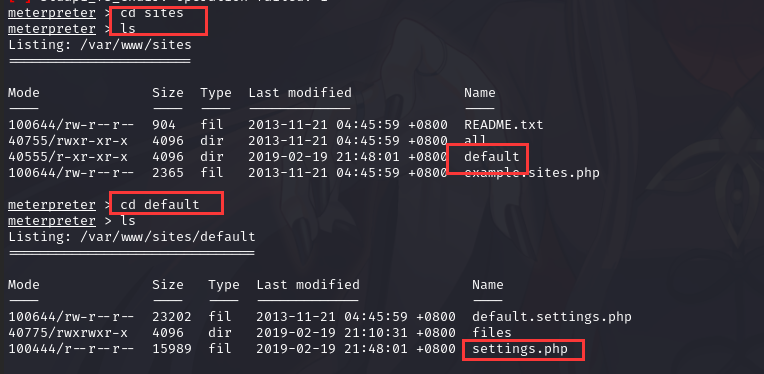 meterpreter > cd sites
meterpreter > ls
Listing: /var/www/sites
=======================
Mode Size Type Last modified Name
---- ---- ---- ------------- ----
100644/rw-r--r-- 904 fil 2013-11-21 04:45:59 +0800 README.txt
40755/rwxr-xr-x 4096 dir 2013-11-21 04:45:59 +0800 all
40555/r-xr-xr-x 4096 dir 2019-02-19 21:48:01 +0800 default
100644/rw-r--r-- 2365 fil 2013-11-21 04:45:59 +0800 example.sites.php
meterpreter > cd default
meterpreter > ls
Listing: /var/www/sites/default
===============================
Mode Size Type Last modified Name
---- ---- ---- ------------- ----
100644/rw-r--r-- 23202 fil 2013-11-21 04:45:59 +0800 default.settings.php
40775/rwxrwxr-x 4096 dir 2019-02-19 21:10:31 +0800 files
100444/r--r--r-- 15989 fil 2019-02-19 21:48:01 +0800 settings.php